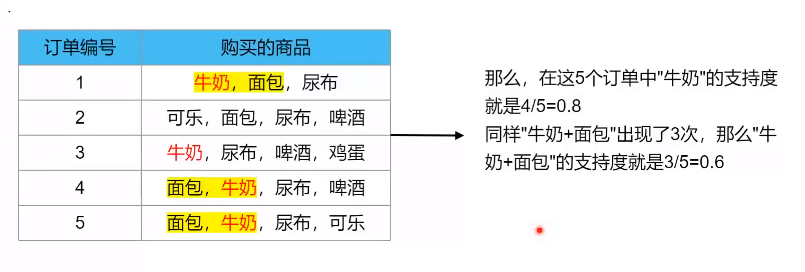 订单编号 购买的商品
1 牛奶，面包，尿布
2 可乐，面包，尿布，啤酒
3 牛奶，尿布，啤酒，鸡蛋
4 面包，牛奶，尿布，啤酒
5 面包，牛奶，尿布，可乐
那么，在这5个订单中"牛奶"的支持度
就是4/5=0.8
同样"牛奶+面包"出现了3次，那么"牛
奶+面包"的支持度就是3/5=0.6